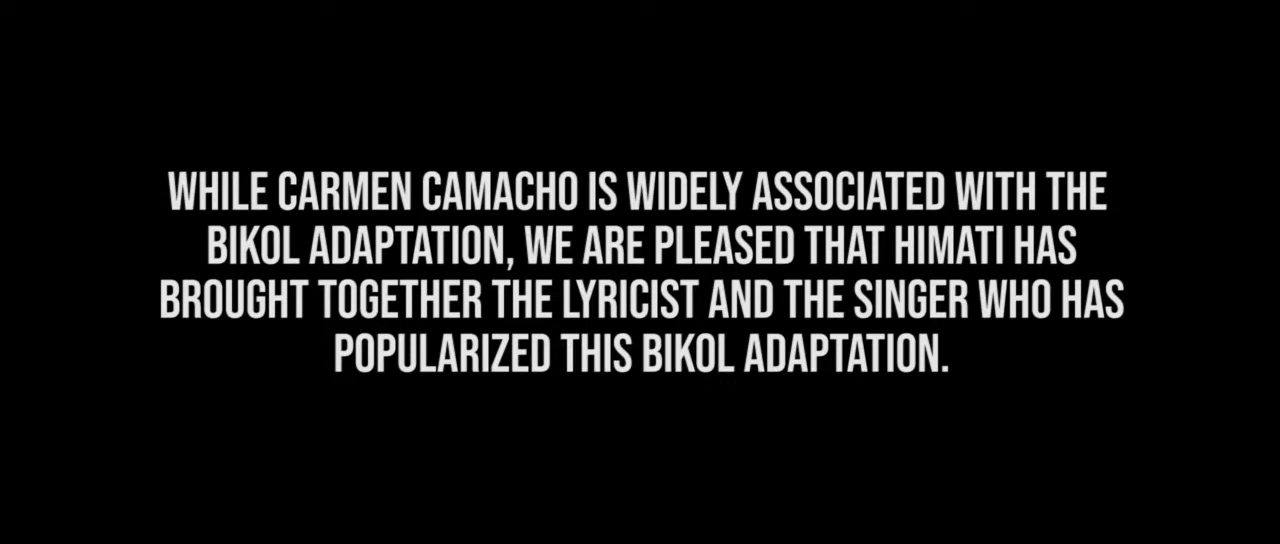 WHILE CARMEN CAMACHO IS WIDELY ASSOCIATED WITH THE
BIKOL ADAPTATION, WE ARE PLEASED THAT HIMATI HAS
BROUGHT TOGETHER THE LYRICIST AND THE SINGER WHO HAS
POPULARIZED THIS BIKOL ADAPTATION.